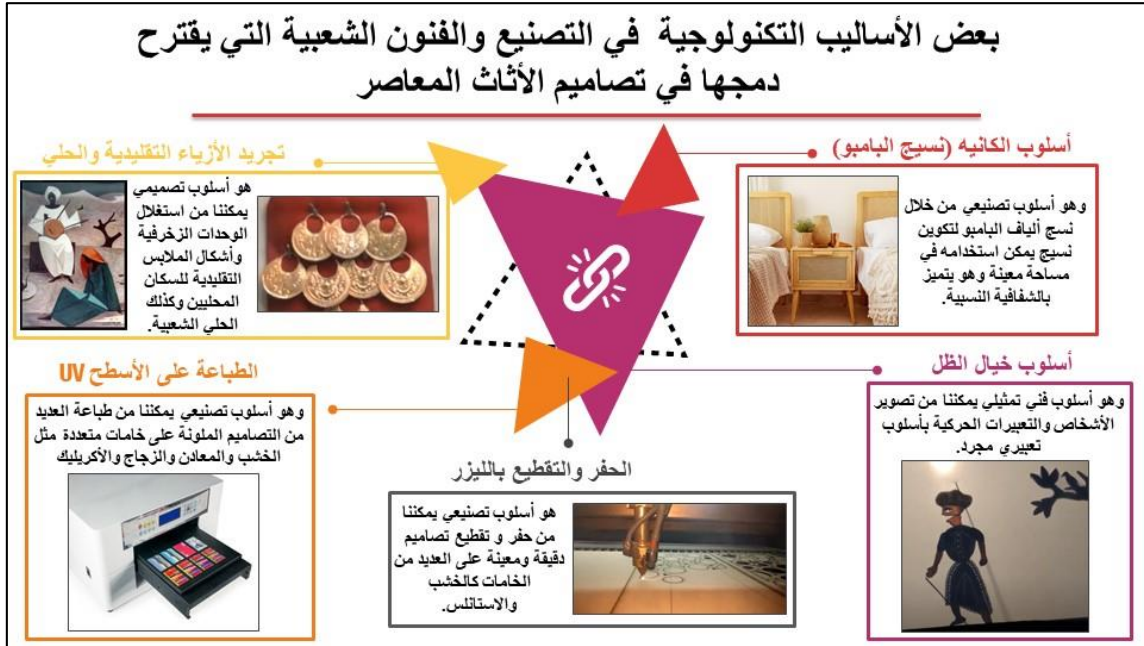 بعض الأساليب التكنولوجية في التصنيع والفنون الشعبية التي يقترح
دمجها في تصاميم الأثاث المعاصر
أسلوب الكانيه (نسيج البامبو)
وهو أسلوب تصنيعي من خلال
نسج ألياف البامبو لتكوين
نسيج يمكن استخدامه في
مساحة معينة وهو يتميز
بالشفافية النسبية.
تجريد الأزياء التقليدية والحلي
هو أسلوب تصميمي
يمكننا من استغلال
الوحدات الزخرفية
وأشكال الملابس
التقليدية للسكان
المحليين وكذلك
الحلي الشعبية.
أسلوب خيال الظل
وهو أسلوب فني تمثيلي يمكننا من تصوير
الأشخاص والتعبيرات الحركية بأسلوب
تعبيري مجرد.
الطباعة على الأسطح UV
وهو أسلوب تصنيعي يمكننا من طباعة العديد
من التصاميم الملونة على خامات متعددة مثل
الخشب والمعادن والزجاج والأكريليك
الحفر والتقطيع بالليزر
هو أسلوب تصنيعي يمكننا
من حفر و تقطيع تصاميم
دقيقة ومعينة على العديد من
الخامات كالخشب
والاستانلس.